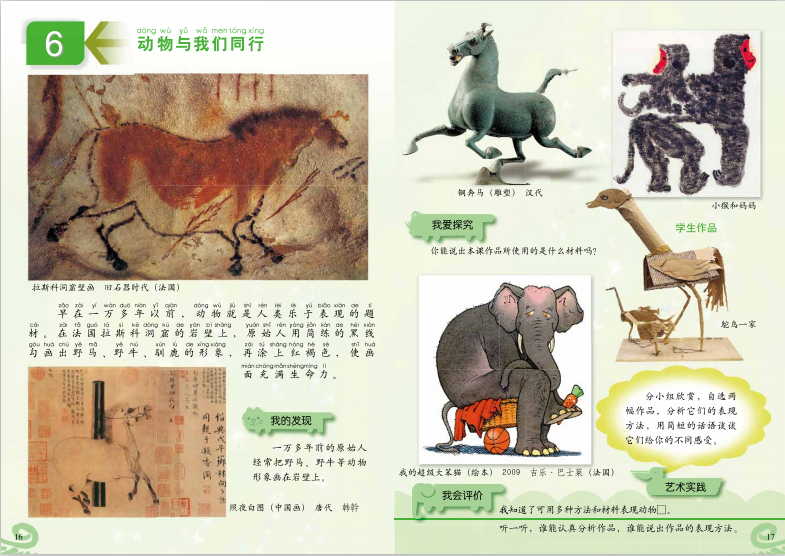 6
dòng wù yǔ wǒ men tóng xíng
动物与我们同行
拉斯科洞窟壁画 旧石器时代（法国）
zǎo zài yí wàn duō nián yǐ qián dòng wù jiù shì rén lèi lè yú biǎo xiàn de tí
早在一万多年以前，动物就是人类乐于表现的题
cái zài fǎ guó lā sī kē dòng kū de yán bì shàng yuán shǐ rén yòng jiǎn liàn de hēi xiàn
材。在法国拉斯科洞窟的岩壁上，原始人用简练的黑线
gōu huà chū yě mǎ yě niú xùn lù de xíng xiàng zài tú shàng hóng hè sè shǐ huà
勾画出野马、野牛、驯鹿的形象，再涂上红褐色，使画
miàn chōng mǎn shēng mìng lì
面充满生命力。
我的发现
一万多年前的原始人
经常把野马、野牛等动物
形象画在岩壁上。
照夜白图（中国画） 唐代 韩幹
16
铜奔马（雕塑） 汉代
小猴和妈妈
学生作品
我爱探究
你能说出本课作品所使用的是什么材料吗？
鸵鸟一家
分小组欣赏，自选两
幅作品，分析它们的表现
方法，用简短的话语谈谈
它们给你的不同感受。
我的超级大笨猫（绘本） 2009 吉乐·巴士莱（法国）
艺术实践
我会评价
我知道了可用多种方法和材料表现动物□。
听一听，谁能认真分析作品，谁能说出作品的表现方法。
17